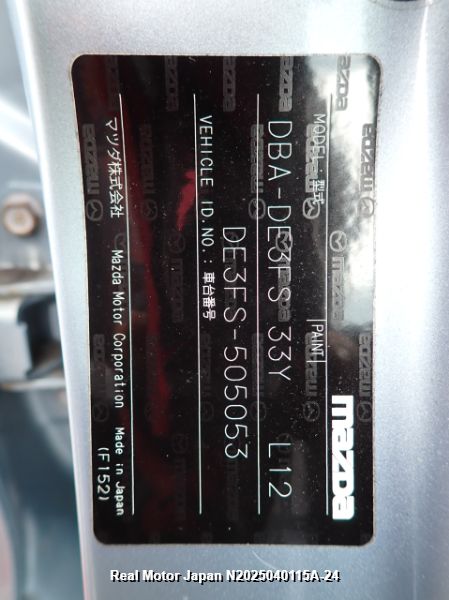 mazda
MODEL 型式 PAINT
DBA-DE3FS 33Y L12
VEHICLE ID.NO.:車台番号
DE3FS-505053
マツダ株式会社 Mazda Motor Corporation Made in Japan
(F152)
Real Motor Japan N2025040115A-24